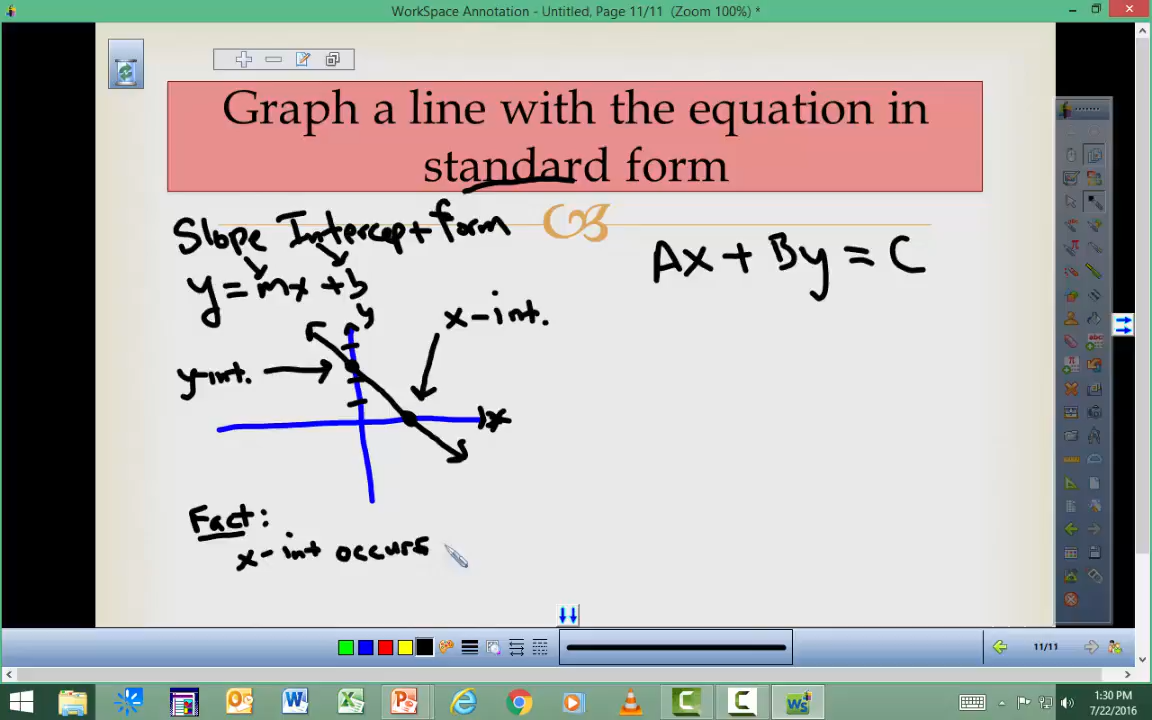 WorkSpace Annotation - Untitled, Page 11/11 (Zoom 100%) *
Graph a line with the equation in
standard form
Slope Intercept form
y = mx + b
Ax + By = C
y
x-int.
y-int.
x
Fact:
x-int occurs
11/11
1:30 PM
7/22/2016